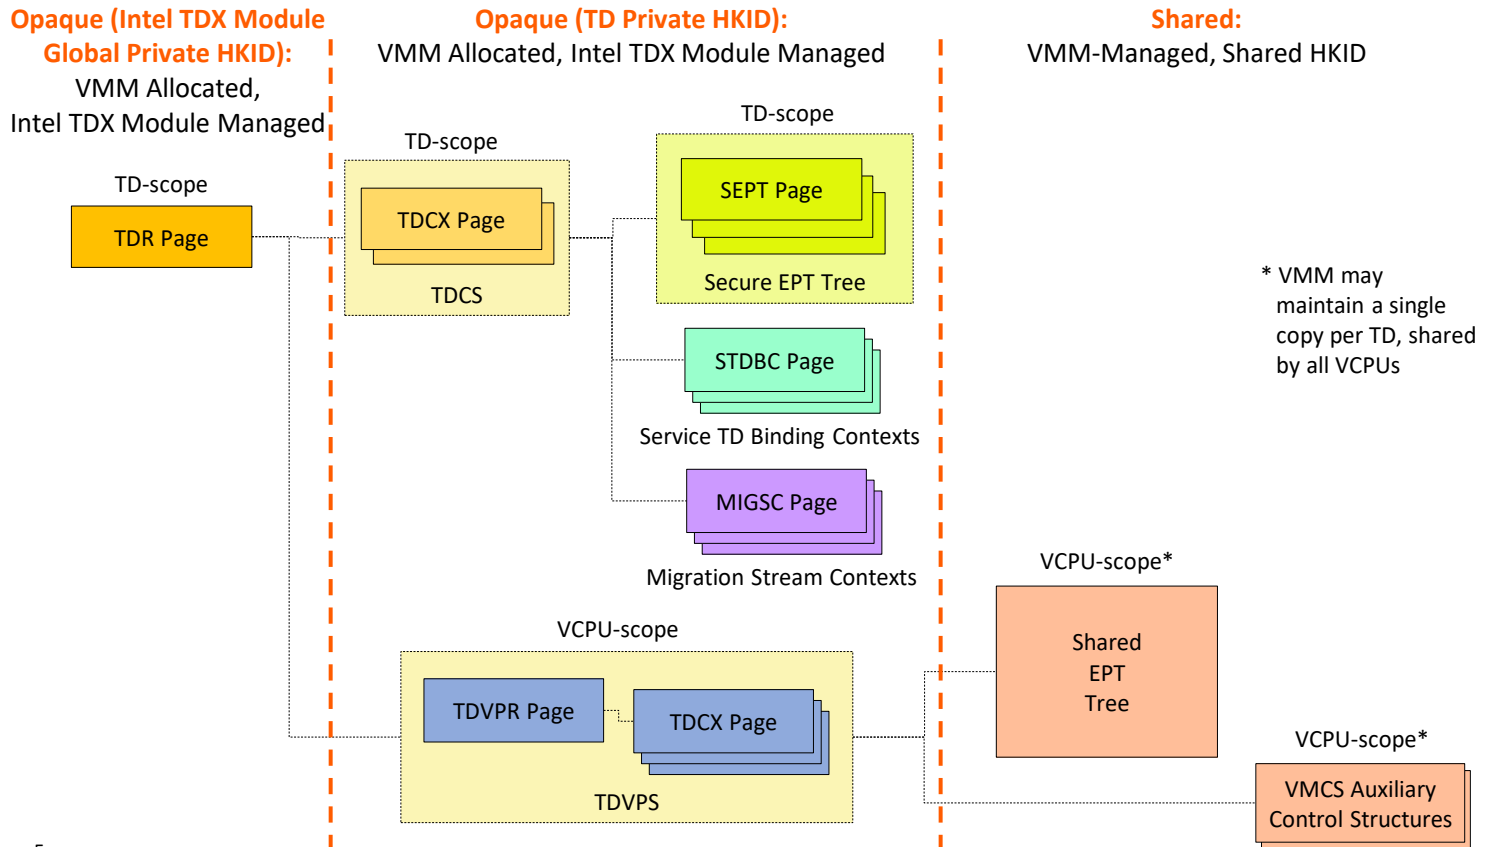 Opaque (Intel TDX Module
Global Private HKID):
VMM Allocated,
Intel TDX Module Managed
Opaque (TD Private HKID):
VMM Allocated, Intel TDX Module Managed
Shared:
VMM-Managed, Shared HKID
TD-scope
TDR Page
TD-scope
TDCX Page
TDCS
TD-scope
SEPT Page
Secure EPT Tree
STDBC Page
Service TD Binding Contexts
MIGSC Page
Migration Stream Contexts
* VMM may
maintain a single
copy per TD, shared
by all VCPUs
VCPU-scope
TDVPR Page
TDCX Page
TDVPS
VCPU-scope*
Shared
EPT
Tree
VCPU-scope*
VMCS Auxiliary
Control Structures